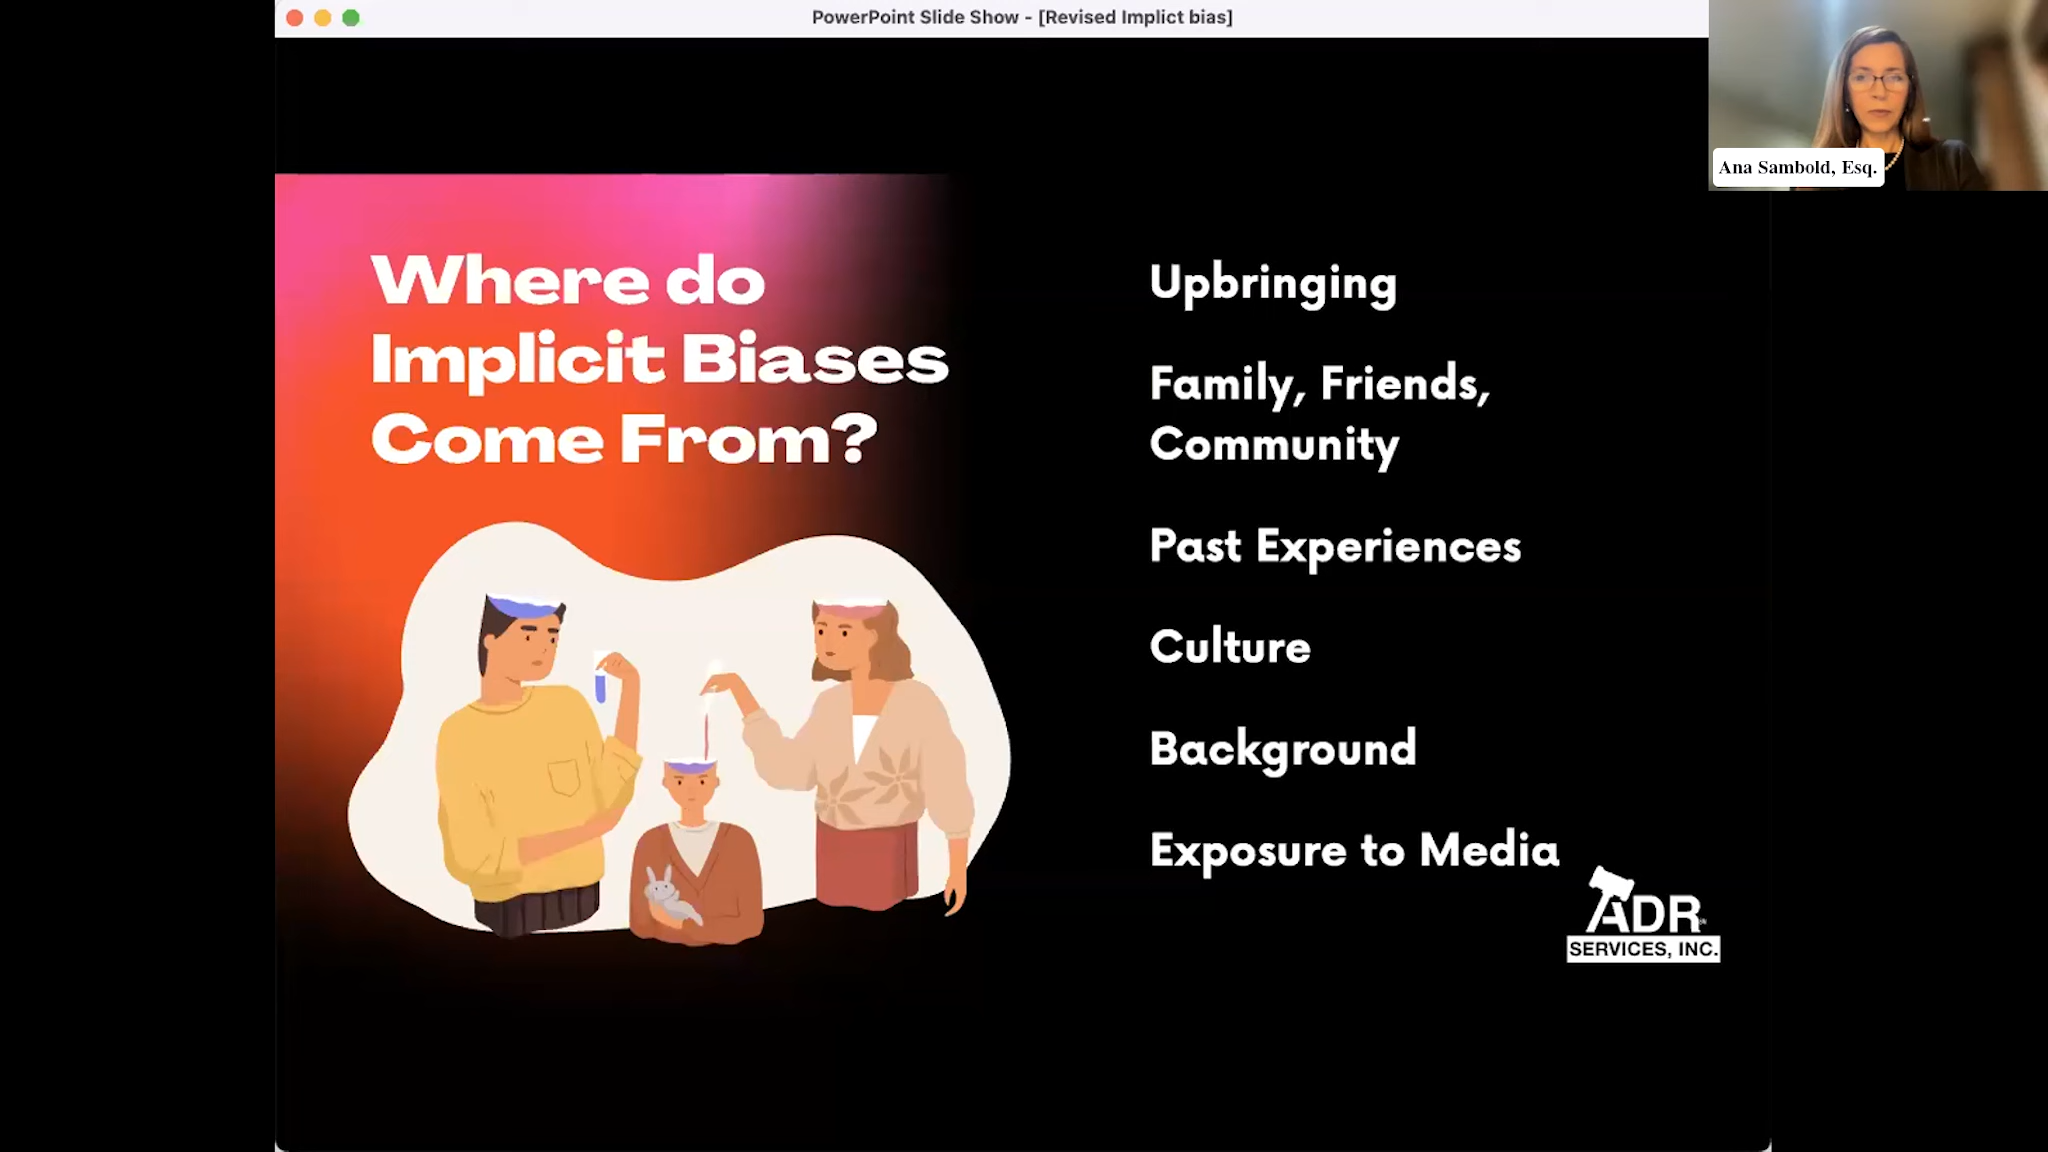 PowerPoint Slide Show - [Revised Implict bias]
Ana Sambold, Esq.
Where do
Implicit Biases
Come From?
Upbringing
Family, Friends,
Community
Past Experiences
Culture
Background
Exposure to Media
ADR
SERVICES, INC.